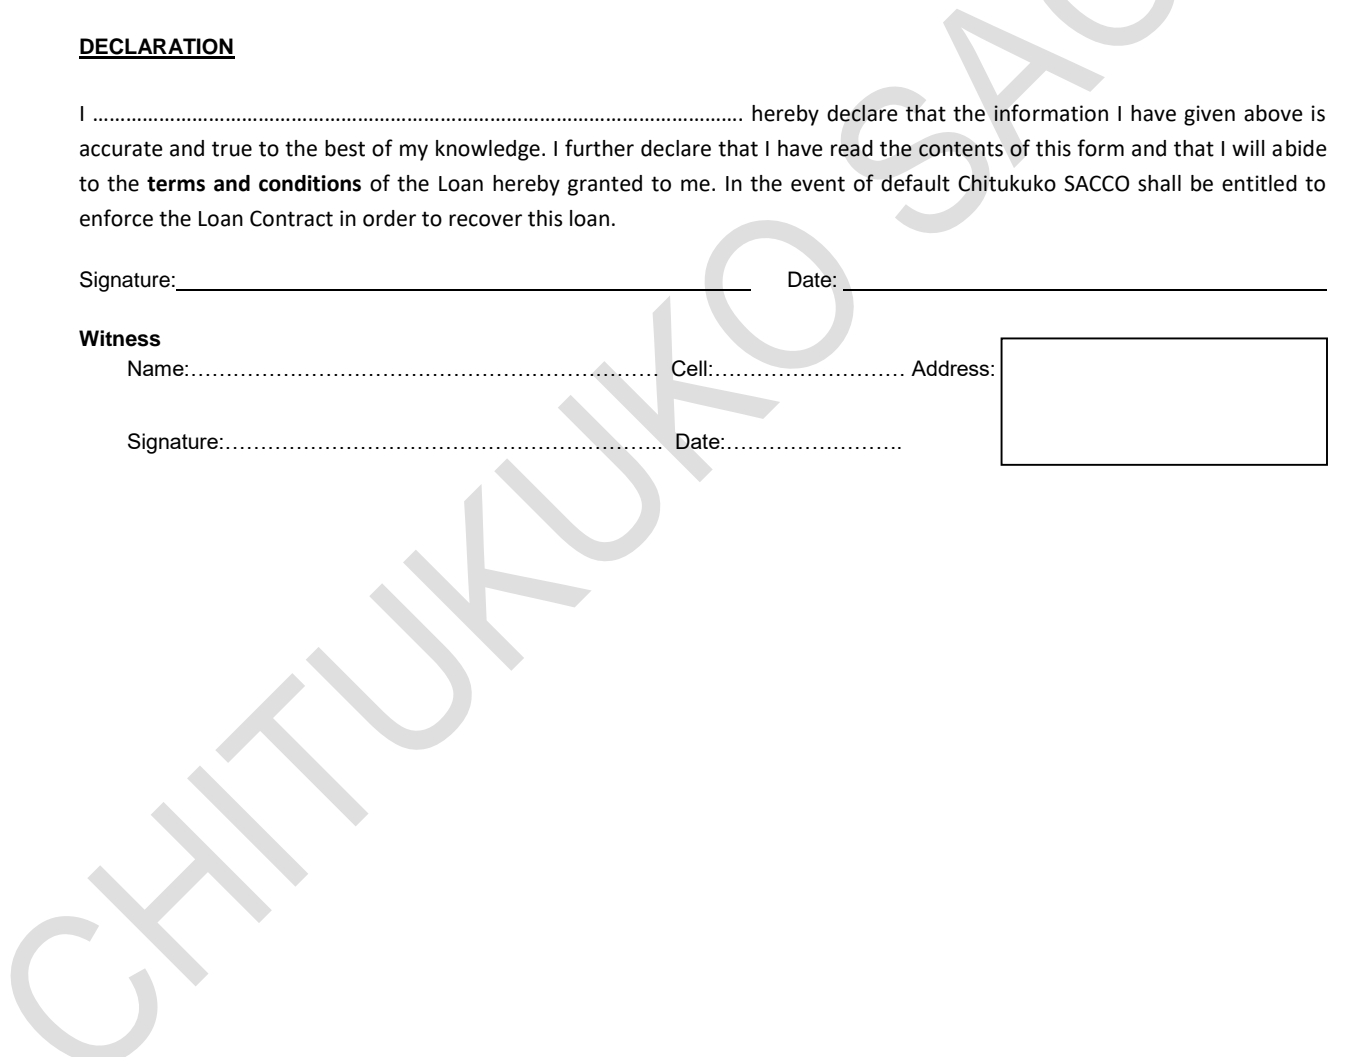 DECLARATION
I ……………………………………………………………………………………………………….. hereby declare that the information I have given above is
accurate and true to the best of my knowledge. I further declare that I have read the contents of this form and that I will abide
to the terms and conditions of the Loan hereby granted to me. In the event of default Chitukuko SACCO shall be entitled to
enforce the Loan Contract in order to recover this loan.
Signature:__________________________ Date: __________________________
Witness
Name:………………………………………………………… Cell:……………………… Address:
Signature:…………………………………………………….. Date:…………………….
CHITUKUKO SAC